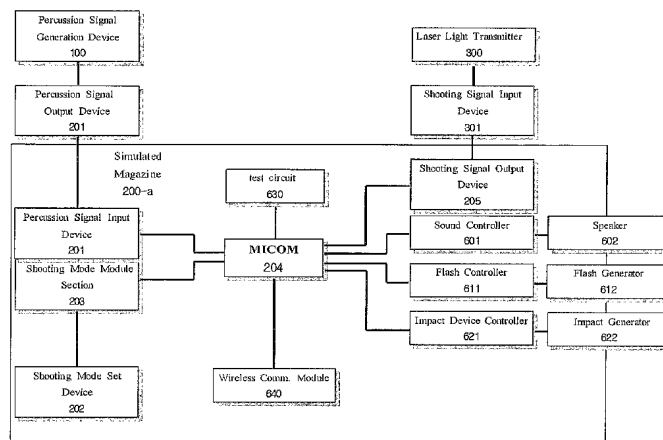 Percussion Signal
Generation Device
100
Laser Light Transmitter
300
Percussion Signal
Output Device
201
Shooting Signal Input
Device
301
Simulated
Magazine
200-a
test circuit
630
Shooting Signal Output
Device
205
Percussion Signal Input
Device
201
MICOM
204
Sound Controller
601
Speaker
602
Shooting Mode Module
Section
203
Flash Controller
611
Flash Generator
612
Impact Device Controller
621
Impact Generator
622
Shooting Mode Set
Device
202
Wireless Comm. Module
640